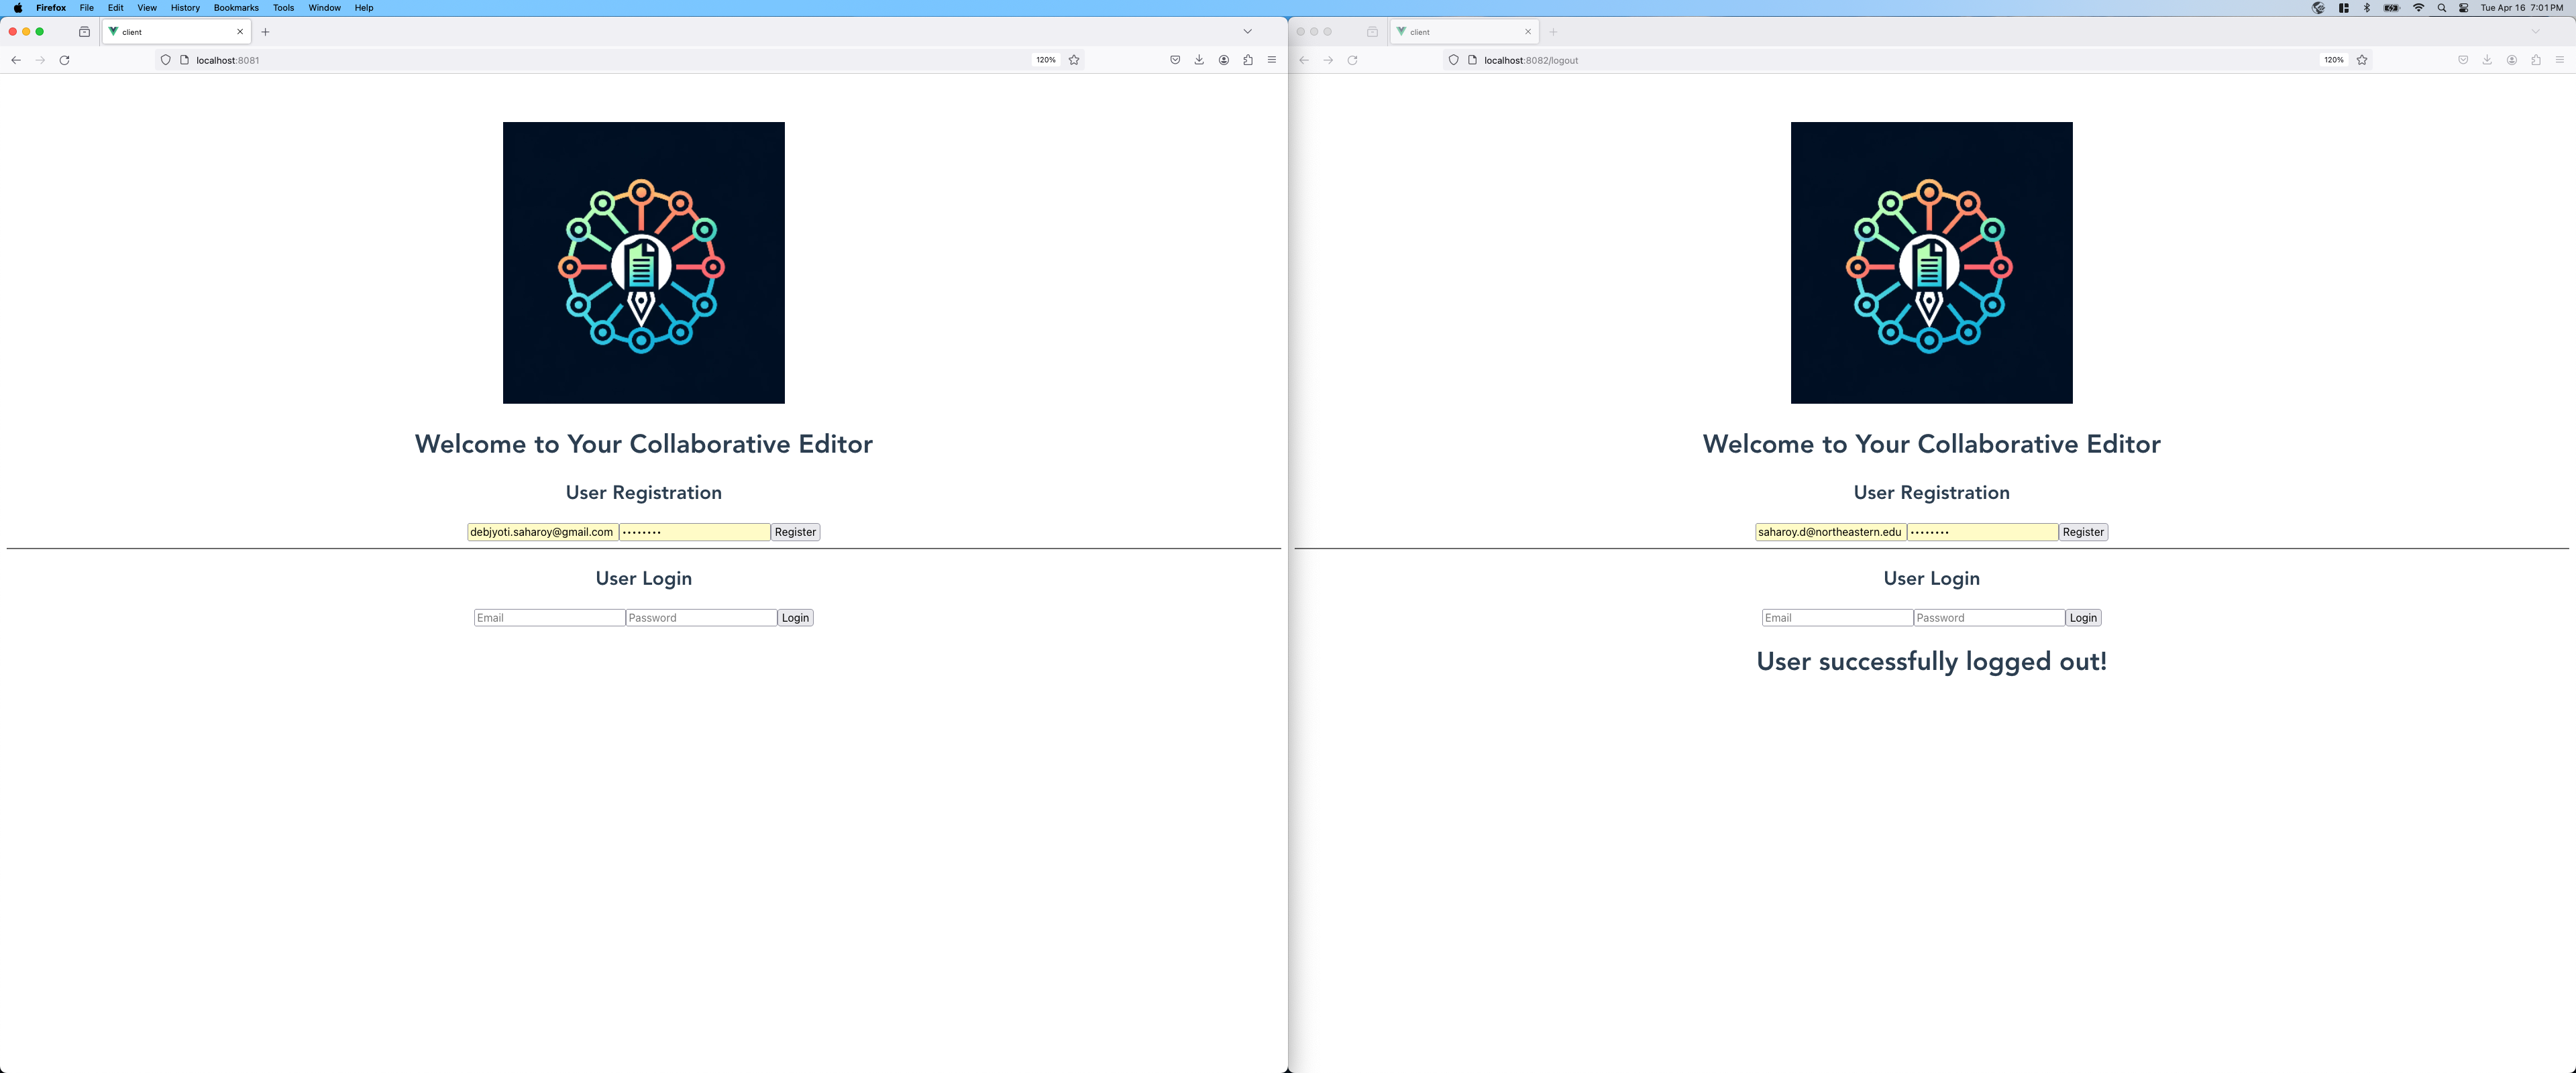 Firefox File Edit View History Bookmarks Tools Window Help Tue Apr 16 7:01 PM
client
localhost:8081 120%
Welcome to Your Collaborative Editor
User Registration
debjyoti.saharoy@gmail.com •••••••• Register
User Login
Email Password Login
client
localhost:8082/logout 120%
Welcome to Your Collaborative Editor
User Registration
saharoy.d@northeastern.edu •••••••• Register
User Login
Email Password Login
User successfully logged out!